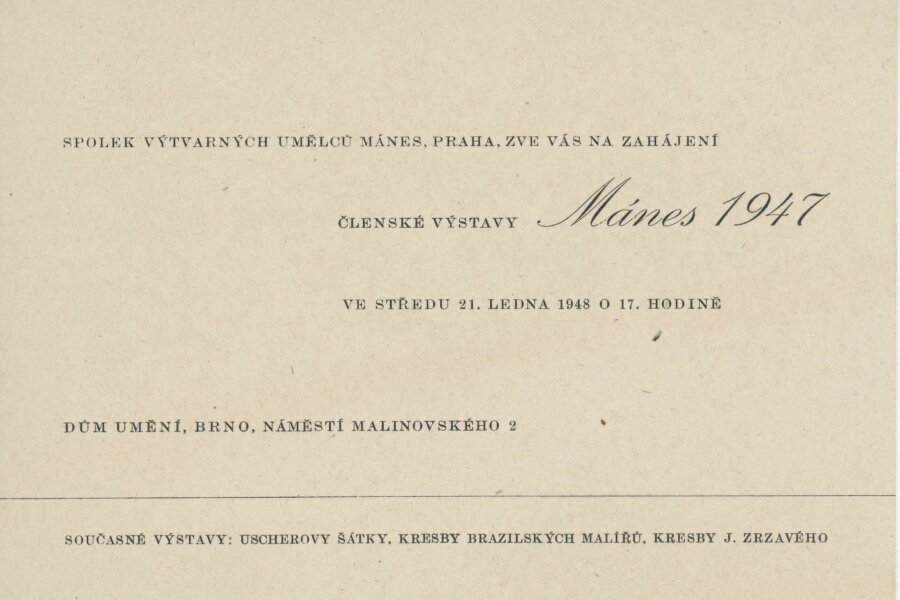 SPOLEK VÝTVARNÝCH UMĚLCŮ MÁNES, PRAHA, ZVE VÁS NA ZAHÁJENÍ
ČLENSKÉ VÝSTAVY Mánes 1947
VE STŘEDU 21. LEDNA 1948 O 17. HODINĚ
DŮM UMĚNÍ, BRNO, NÁMĚSTÍ MALINOVSKÉHO 2
SOUČASNÉ VÝSTAVY: USCHEROVY ŠÁTKY, KRESBY BRAZILSKÝCH MALÍŘŮ, KRESBY J. ZRZAVÉHO